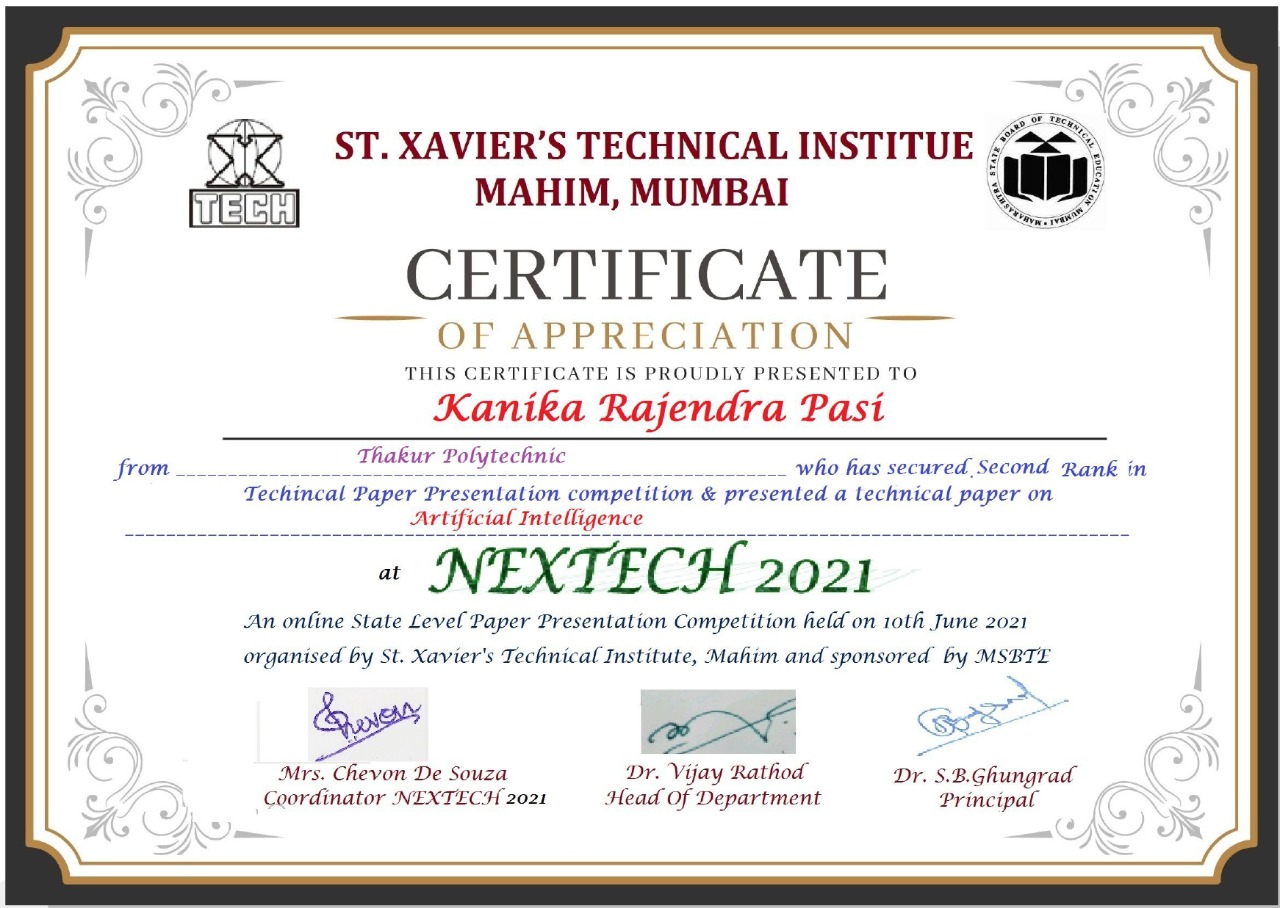 TECH
ST. XAVIER'S TECHNICAL INSTITUE
MAHIM, MUMBAI
MAHARASHTRA STATE BOARD OF TECHNICAL EDUCATION MUMBAI
CERTIFICATE
OF APPRECIATION
THIS CERTIFICATE IS PROUDLY PRESENTED TO
Kanika Rajendra Pasi
from Thakur Polytechnic who has secured Second Rank in
Techincal Paper Presentation competition & presented a technical paper on
Artificial Intelligence
at NEXTECH 2021
An online State Level Paper Presentation Competition held on 10th June 2021
organised by St. Xavier's Technical Institute, Mahim and sponsored by MSBTE
Chevon
Mrs. Chevon De Souza
Coordinator NEXTECH 2021
Dr. Vijay Rathod
Head Of Department
Dr. S.B.Ghungrad
Principal